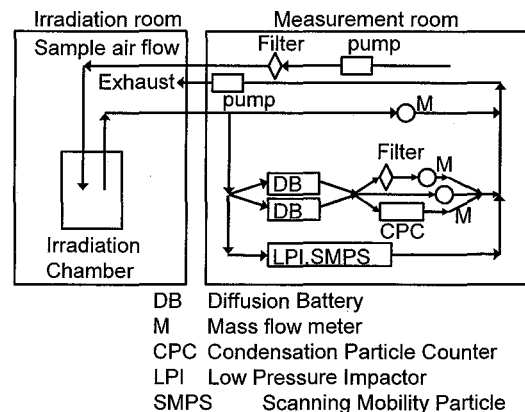 Irradiation room
Measurement room
Sample air flow
Filter
pump
Exhaust
pump
M
Filter
M
DB
DB
CPC
M
Irradiation
Chamber
LPI.SMPS
DB Diffusion Battery
M Mass flow meter
CPC Condensation Particle Counter
LPI Low Pressure Impactor
SMPS Scanning Mobility Particle